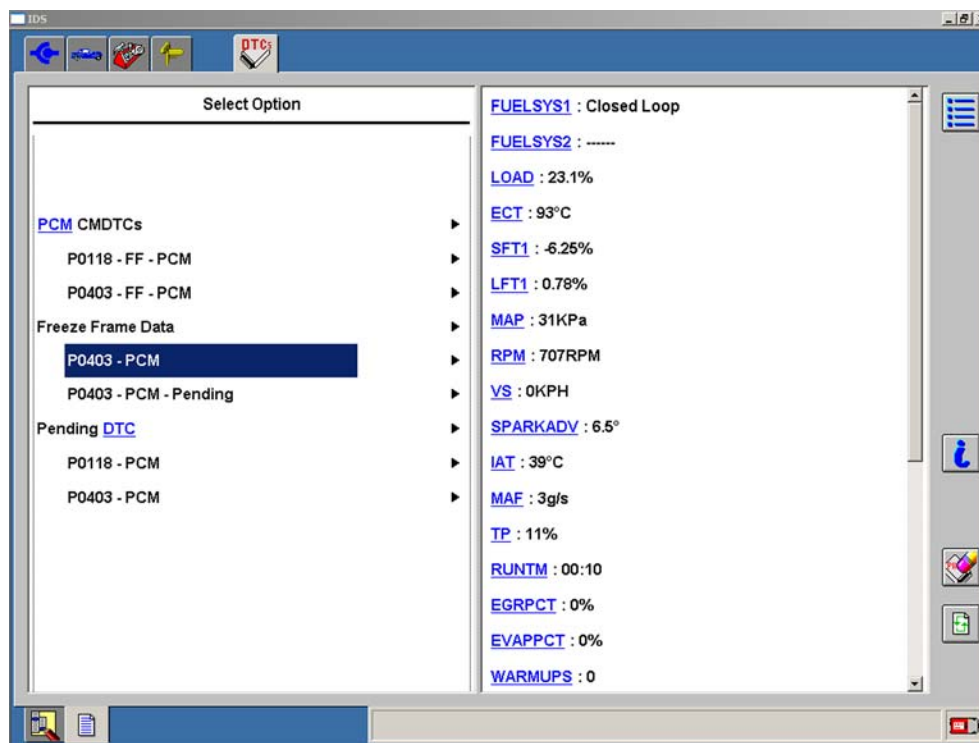 IDS
DTCs
Select Option
PCM CMDTCs
P0118 - FF - PCM
P0403 - FF - PCM
Freeze Frame Data
P0403 - PCM
P0403 - PCM - Pending
Pending DTC
P0118 - PCM
P0403 - PCM
FUELSYS1 : Closed Loop
FUELSYS2 : ------
LOAD : 23.1%
ECT : 93°C
SFT1 : -6.25%
LFT1 : 0.78%
MAP : 31KPa
RPM : 707RPM
VS : 0KPH
SPARKADV : 6.5°
IAT : 39°C
MAF : 3g/s
TP : 11%
RUNTM : 00:10
EGRPCT : 0%
EVAPPCT : 0%
WARMUPS : 0